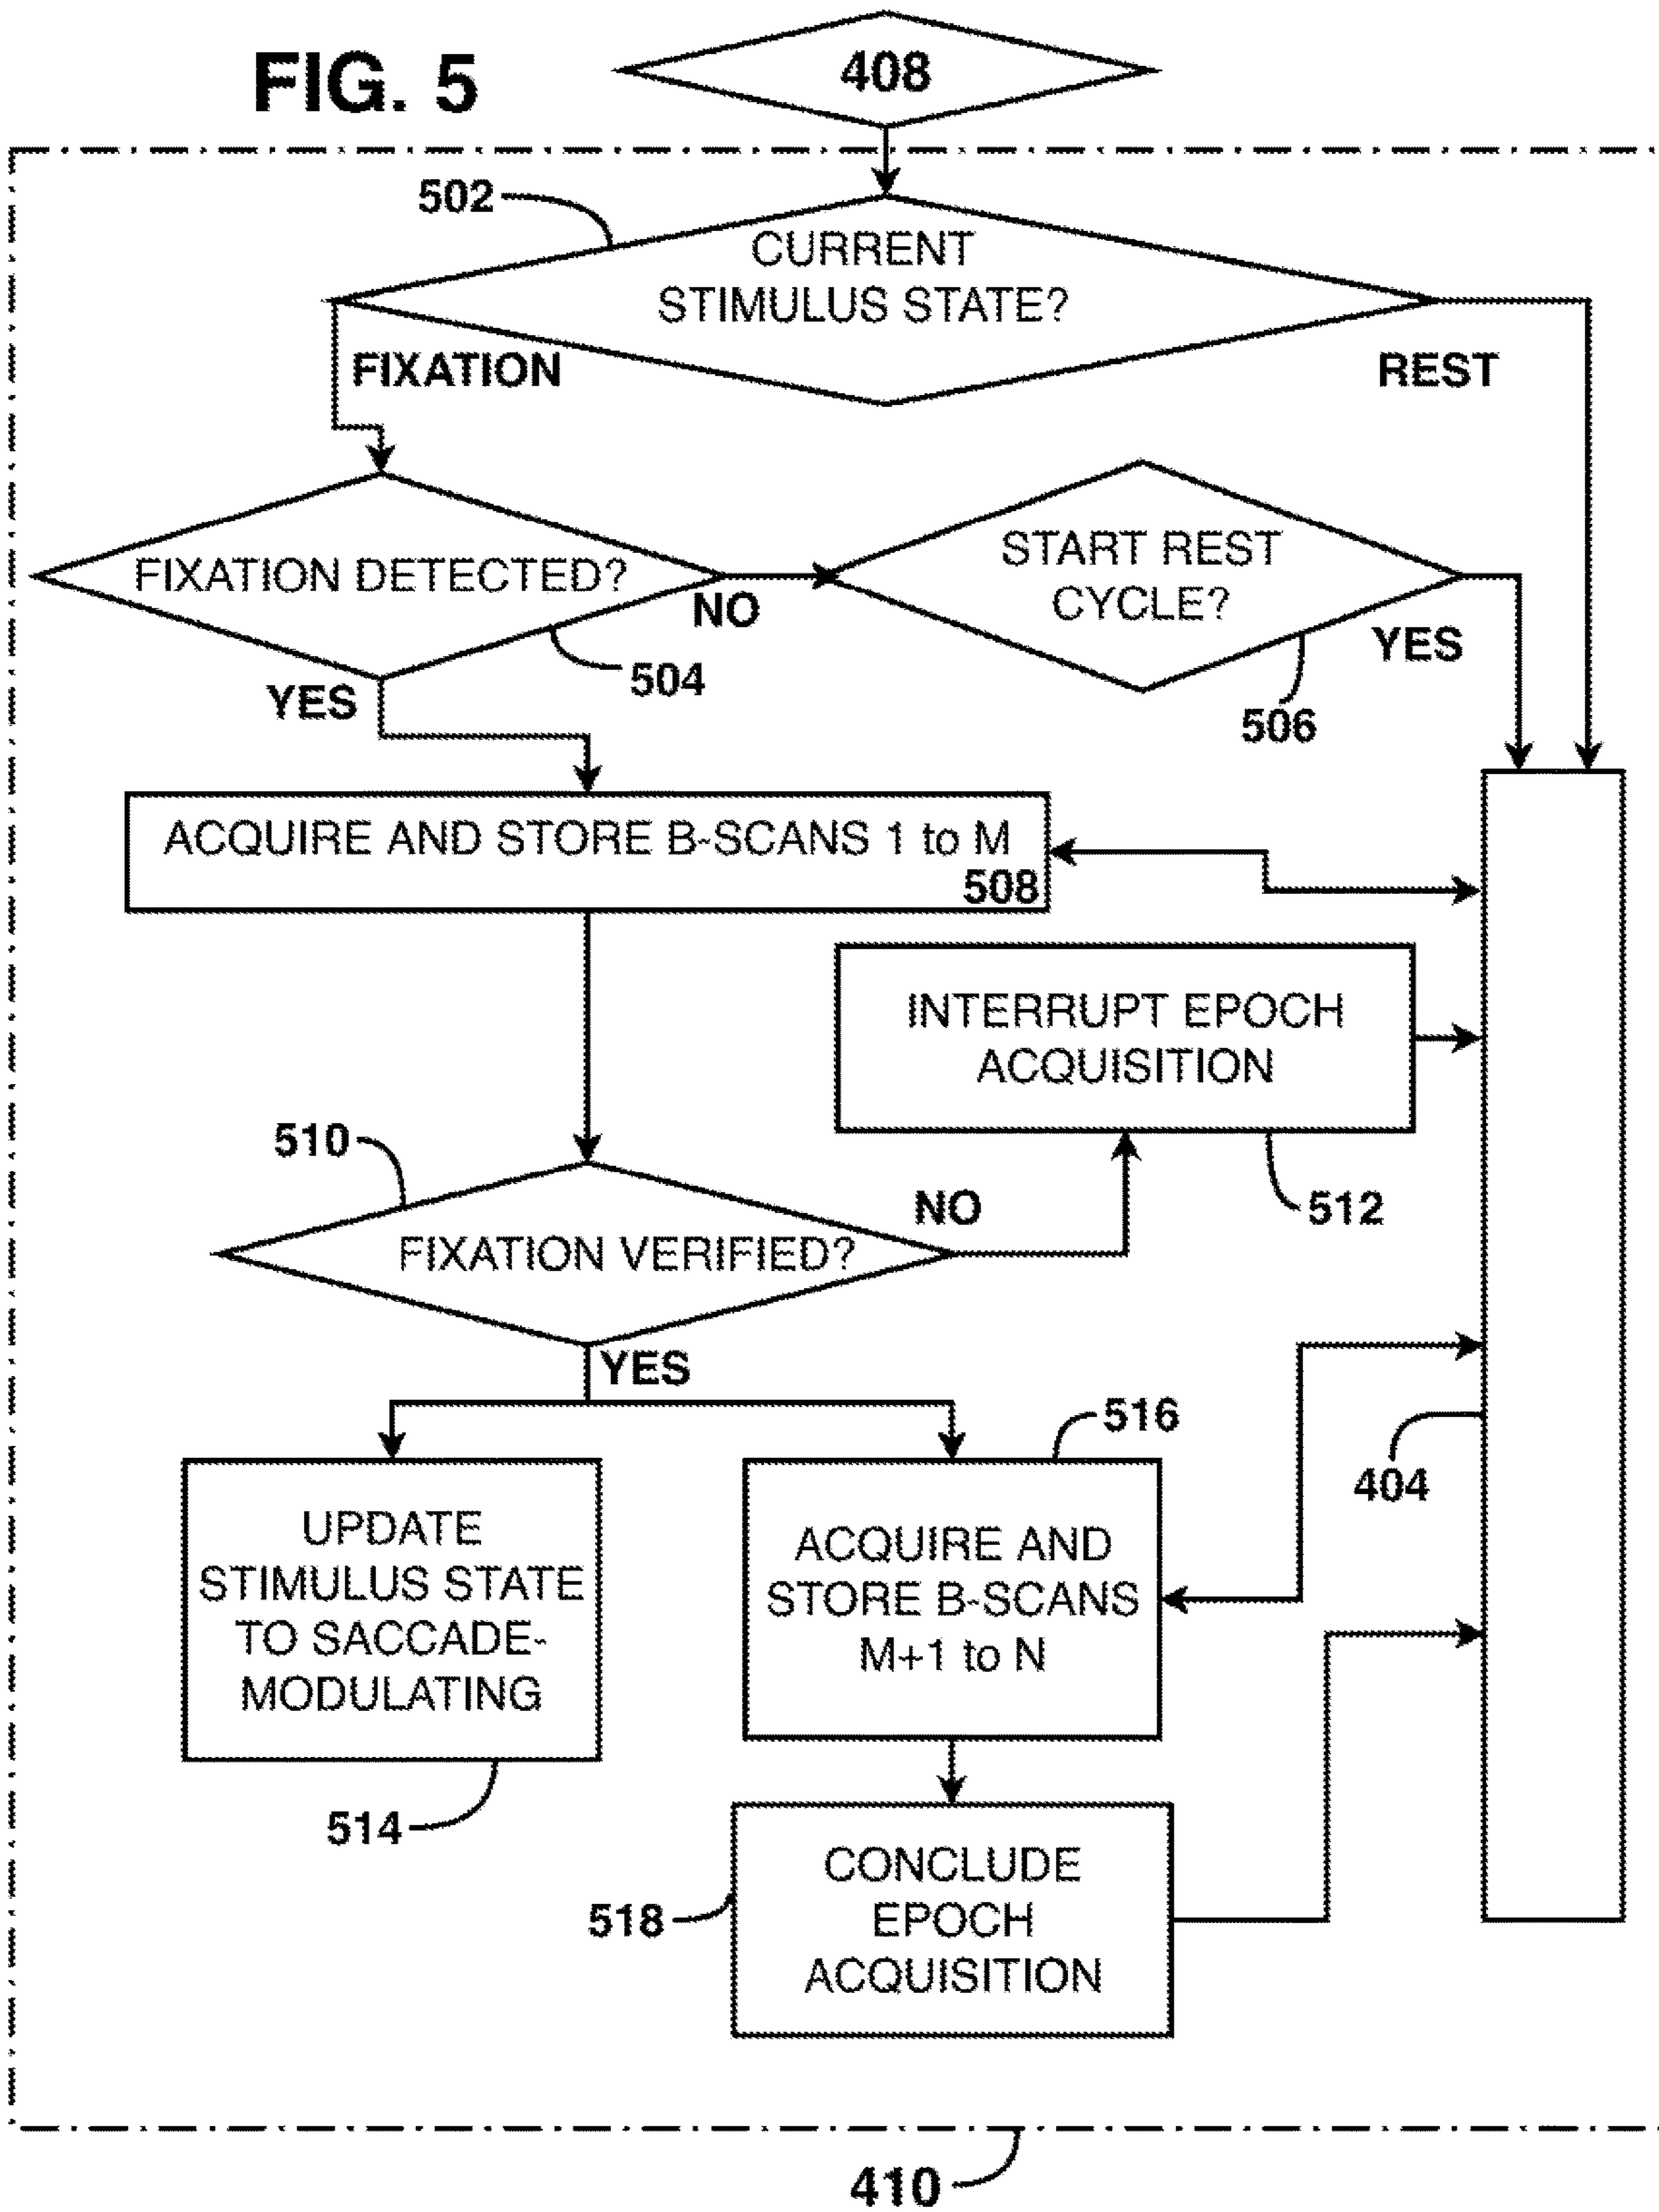 FIG. 5
408
502
CURRENT
STIMULUS STATE?
FIXATION
REST
FIXATION DETECTED?
NO
START REST
CYCLE?
YES
504
YES
506
ACQUIRE AND STORE B-SCANS 1 to M
508
INTERRUPT EPOCH
ACQUISITION
510
NO
512
FIXATION VERIFIED?
YES
516
404
UPDATE
STIMULUS STATE
TO SACCADE-
MODULATING
ACQUIRE AND
STORE B-SCANS
M+1 to N
514
CONCLUDE
EPOCH
ACQUISITION
518
410